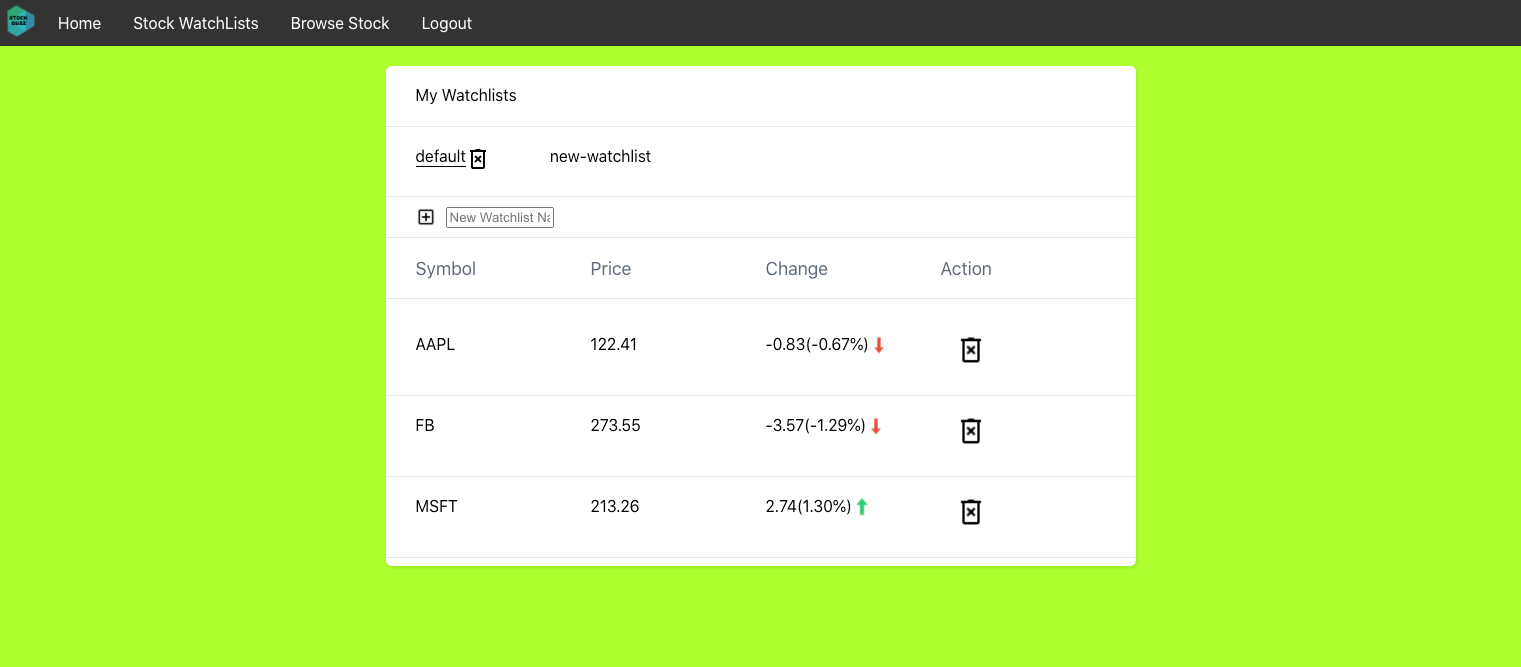 STOCK
BUZZ
Home Stock WatchLists Browse Stock Logout
My Watchlists
default new-watchlist
New Watchlist Na
Symbol Price Change Action
AAPL 122.41 -0.83(-0.67%)
FB 273.55 -3.57(-1.29%)
MSFT 213.26 2.74(1.30%)